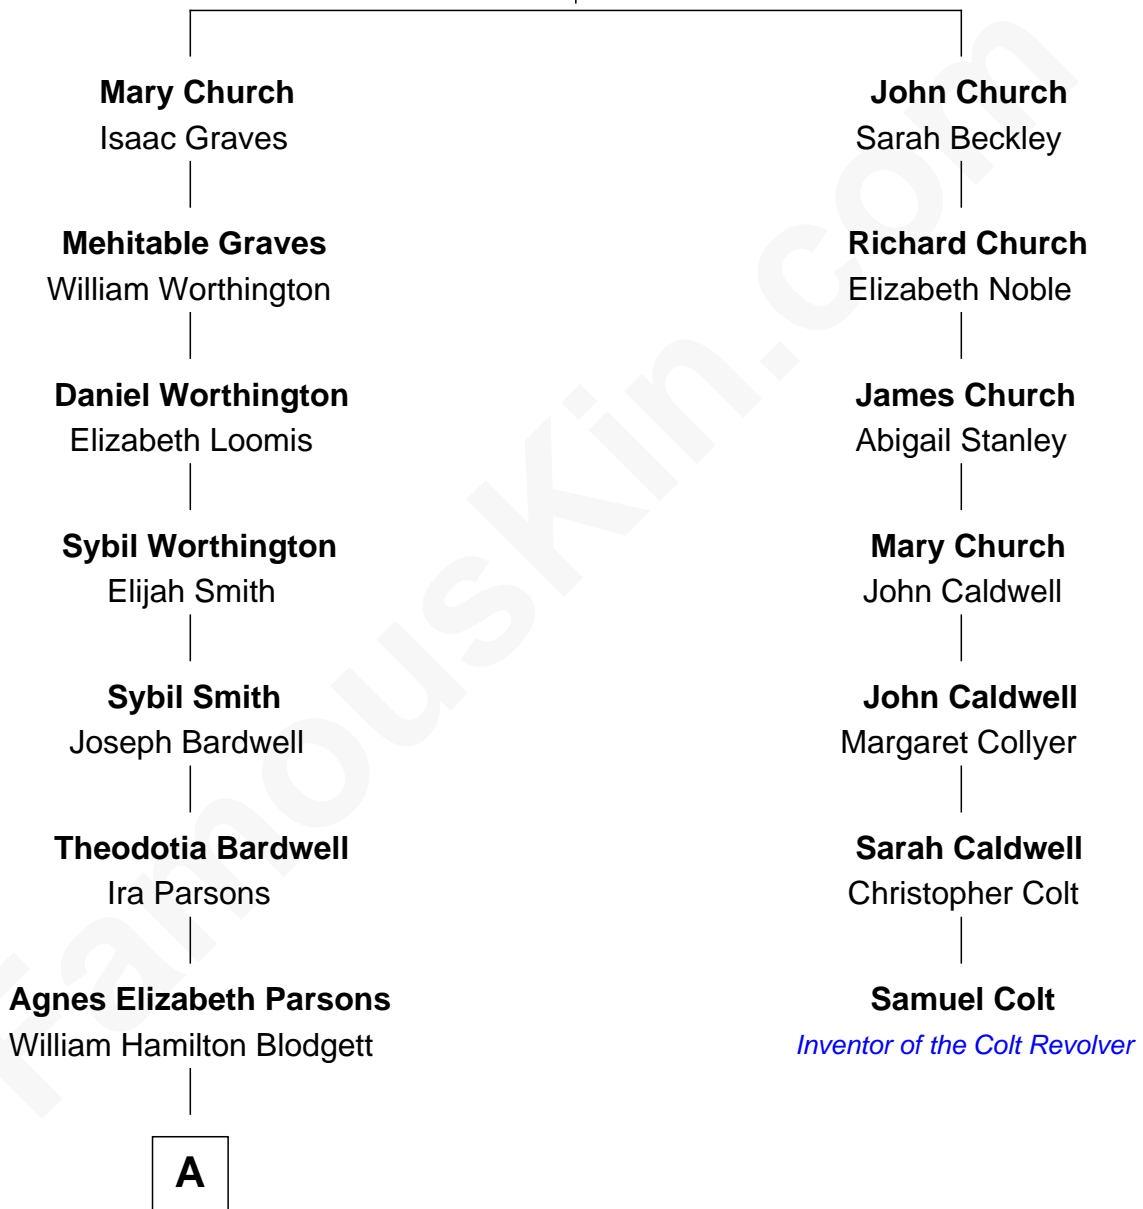 Mary Church
Isaac Graves
Mehitable Graves
William Worthington
Daniel Worthington
Elizabeth Loomis
Sybil Worthington
Elijah Smith
Sybil Smith
Joseph Bardwell
Theodotia Bardwell
Ira Parsons
Agnes Elizabeth Parsons
William Hamilton Blodgett
A
John Church
Sarah Beckley
Richard Church
Elizabeth Noble
James Church
Abigail Stanley
Mary Church
John Caldwell
John Caldwell
Margaret Collyer
Sarah Caldwell
Christopher Colt
Samuel Colt
Inventor of the Colt Revolver
FamousKin.com